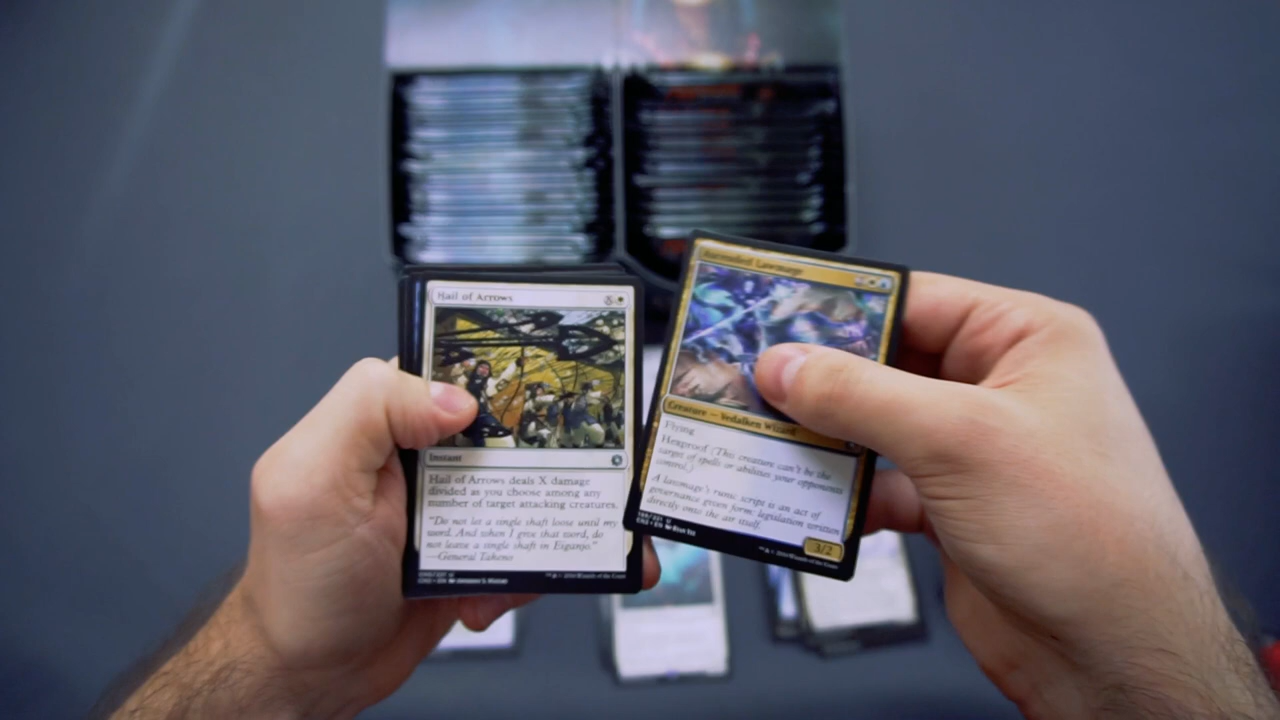 Hail of Arrows
X
Instant
Hail of Arrows deals X damage
divided as you choose among any
number of target attacking creatures.
"Do not let a single shaft loose until my
word. And when I give that word, do
not leave a single shaft in Eiganjo."
—General Takeno
Ascended Lawmage
Creature — Vedalken Wizard
Flying
Hexproof (This creature can't be the
target of spells or abilities your opponents
control.)
A lawmage's runic script is an act of
governance given form: legislation written
directly onto the air itself.
3/2